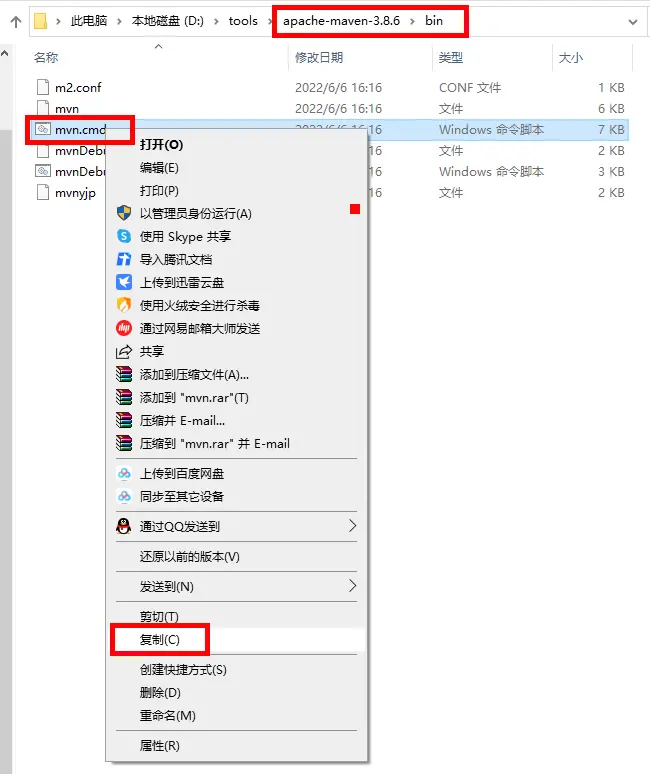 此电脑 > 本地磁盘 (D:) > tools > apache-maven-3.8.6 > bin
名称 修改日期 类型 大小
m2.conf 2022/6/6 16:16 CONF 文件 1 KB
mvn 2022/6/6 16:16 文件 6 KB
mvn.cmd 2022/6/6 16:16 Windows 命令脚本 7 KB
打开(O)
mvnDebu :16 文件 2 KB
编辑(E)
mvnDebu :16 Windows 命令脚本 3 KB
打印(P)
mvnyjp :16 文件 2 KB
以管理员身份运行(A)
使用 Skype 共享
导入腾讯文档
上传到迅雷云盘
使用火绒安全进行杀毒
通过网易邮箱大师发送
共享
添加到压缩文件(A)...
添加到 "mvn.rar"(T)
压缩并 E-mail...
压缩到 "mvn.rar" 并 E-mail
上传到百度网盘
同步至其它设备
通过QQ发送到
还原以前的版本(V)
发送到(N)
剪切(T)
复制(C)
创建快捷方式(S)
删除(D)
重命名(M)
属性(R)